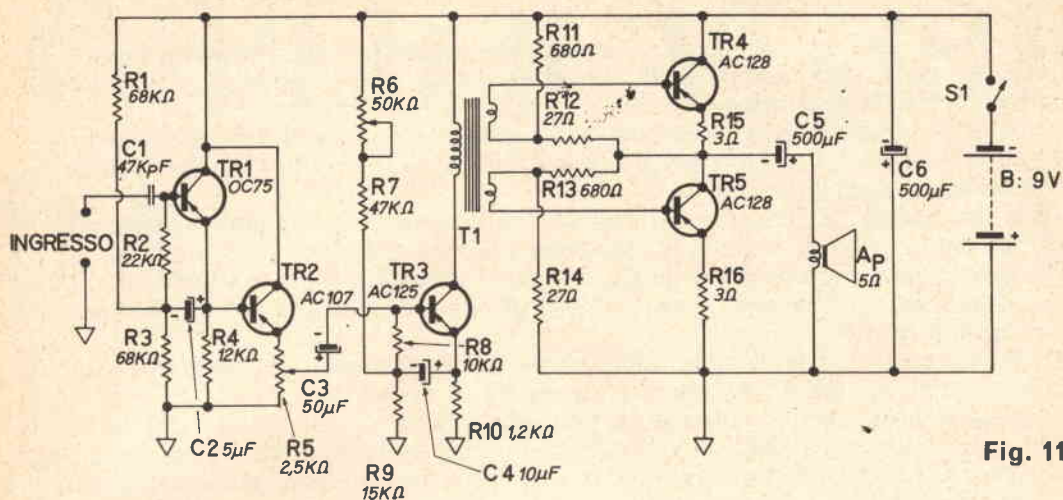 R1
68KΩ
C1
47KpF
TR1
OC75
INGRESSO
R2
22KΩ
R3
68KΩ
-
+
R4
12KΩ
C2 5µF
TR2
AC107
R5
2,5KΩ
-
+
C3
50µF
R6
50KΩ
R7
47KΩ
TR3
AC125
R8
10KΩ
-
+
R9
15KΩ
C4 10µF
R10 1,2KΩ
T1
R11
680Ω
R12
27Ω
R13 680Ω
R14
27Ω
TR4
AC128
R15
3Ω
TR5
AC128
R16
3Ω
C5
500µF
-
+
AP
5Ω
-
+
C6
500µF
S1
-
B: 9V
+
Fig. 11